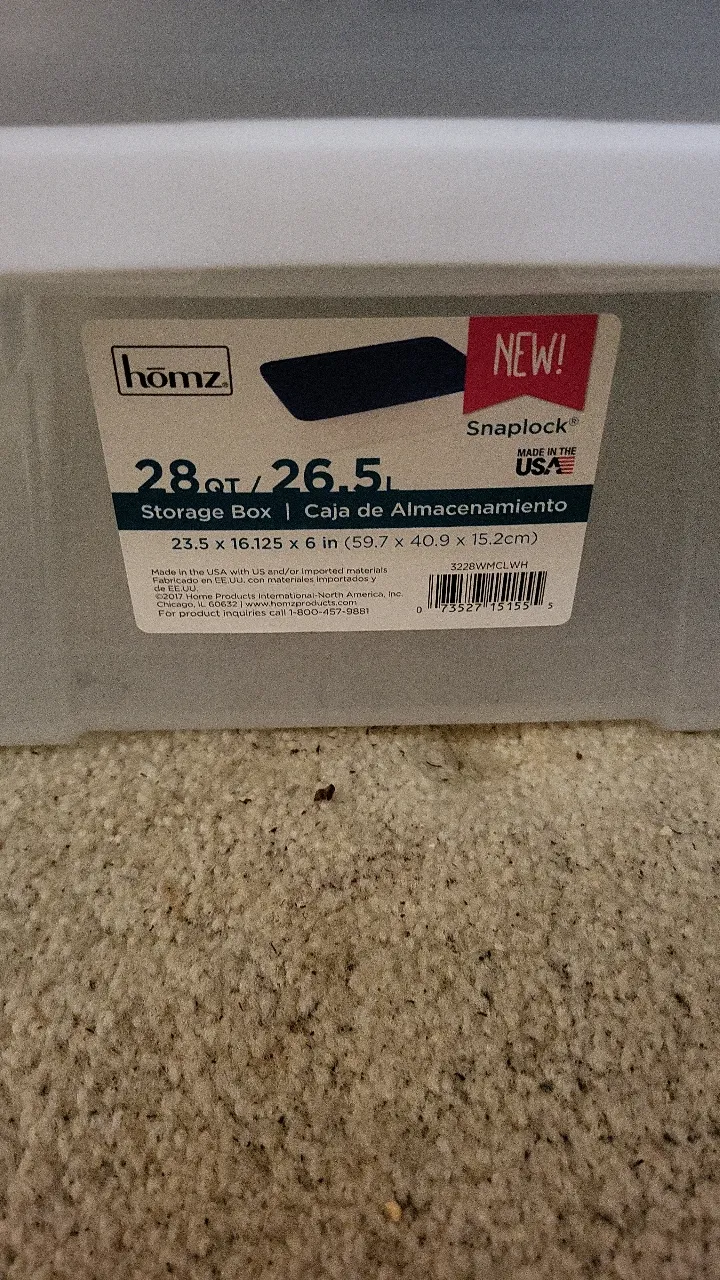 hōmz®
NEW!
Snaplock®
MADE IN THE
USA
28 QT / 26.5 L
Storage Box | Caja de Almacenamiento
23.5 x 16.125 x 6 in (59.7 x 40.9 x 15.2cm)
Made in the USA with US and/or imported materials
Fabricado en EE.UU. con materiales importados y
de EE.UU.
©2017 Home Products International-North America, Inc.
Chicago, IL 60632 | www.homzproducts.com
For product inquiries call 1-800-457-9881
3228WMCLWH
0 73527 15155 5